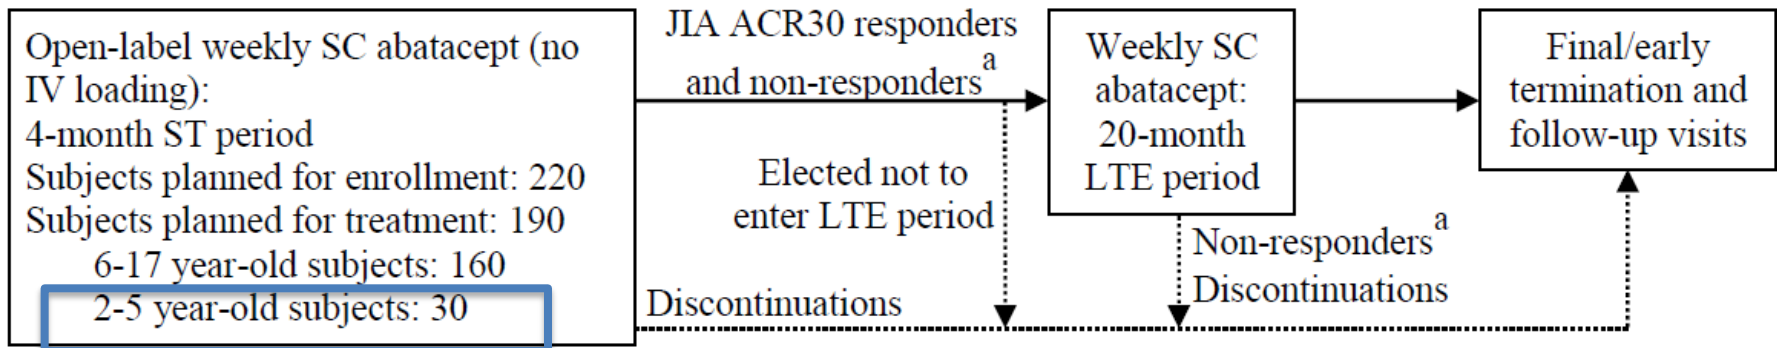 Open-label weekly SC abatacept (no
IV loading):
4-month ST period
Subjects planned for enrollment: 220
Subjects planned for treatment: 190
6-17 year-old subjects: 160
2-5 year-old subjects: 30
JIA ACR30 responders
and non-responders^a
Elected not to
enter LTE period
Discontinuations
Weekly SC
abatacept:
20-month
LTE period
Non-responders^a
Discontinuations
Final/early
termination and
follow-up visits